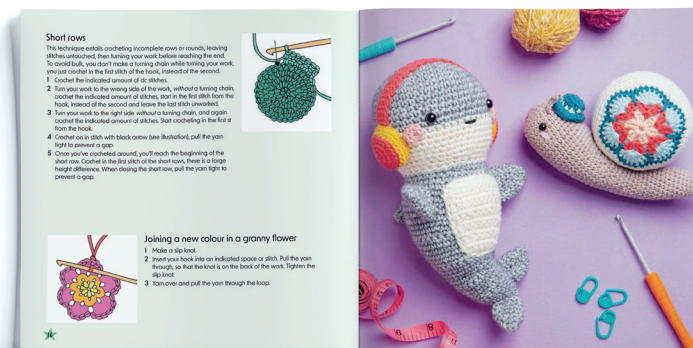 Short rows
This technique entails crocheting incomplete rows or rounds, leaving
stitches untouched, then turning your work before reaching the end.
To avoid bulk, you don't make a turning chain while turning your work,
you just crochet in the first stitch of the hook, instead of the second.
1 Crochet the indicated amount of dc stitches.
2 Turn your work to the wrong side of the work, without a turning chain,
crochet the indicated amount of stitches, start in the first stitch from the
hook, instead of the second and leave the last stitch unworked.
3 Turn your work to the right side without a turning chain, and again
crochet the indicated amount of stitches. Start crocheting in the first st
from the hook.
4 Crochet on in stitch with black arrow (see illustration), pull the yarn
tight to prevent a gap.
5 Once you've crocheted around, you'll reach the beginning of the
short row. Crochet in the first stitch of the short rows, there is a large
height difference. When closing the short row, pull the yarn tight to
prevent a gap.
Joining a new colour in a granny flower
1 Make a slip knot.
2 Insert your hook into an indicated space or stitch. Pull the yarn
through, so that the knot is on the back of the work. Tighten the
slip knot.
3 Yarn over and pull the yarn through the loop.